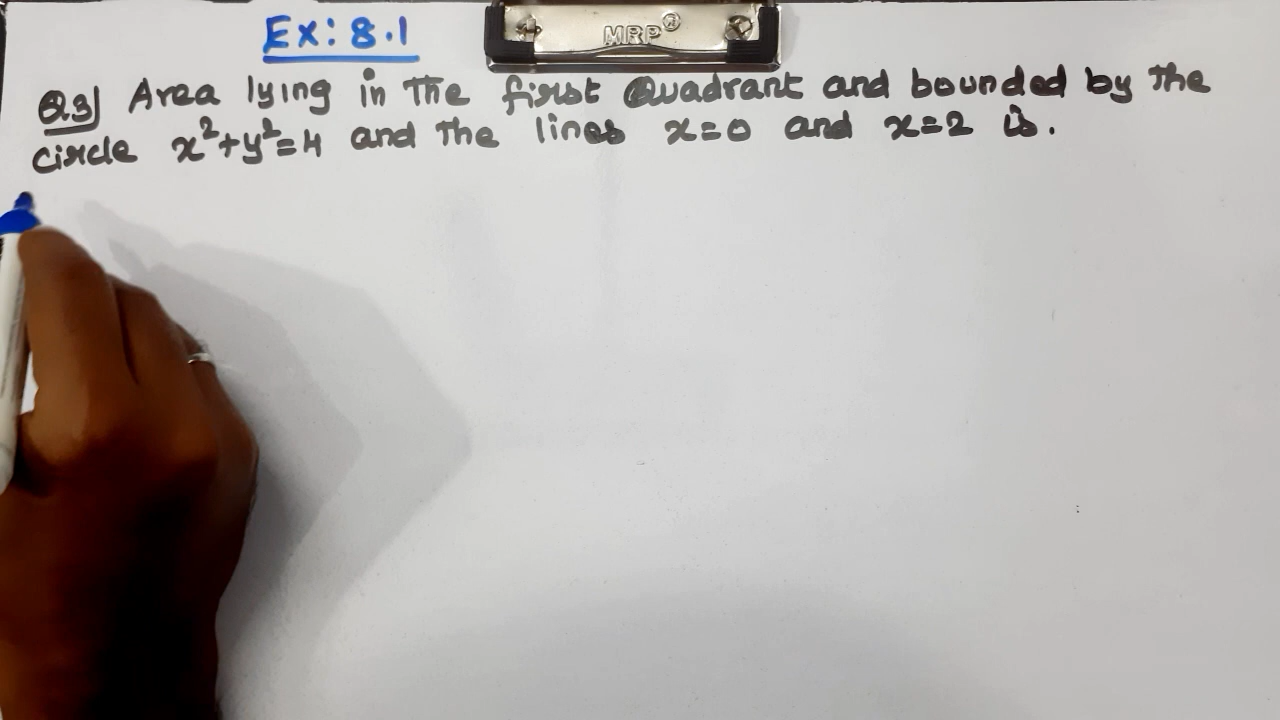 Ex: 8.1
MRP®
Q.3] Area lying in The first Quadrant and bounded by The
circle x²+y²=4 and The lines x=0 and x=2 is.